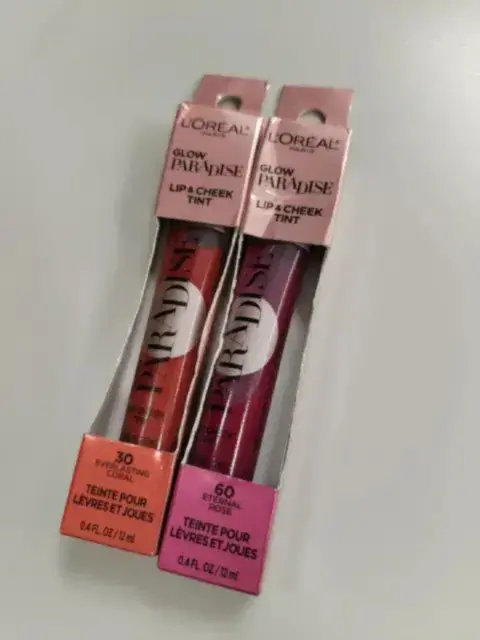 L'ORÉAL
PARIS
GLOW
PARADISE
LIP & CHEEK
TINT
PARADISE
30
EVERLASTING
CORAL
TEINTE POUR
LÈVRES ET JOUES
0.4 FL. OZ / 12 ml
L'ORÉAL
PARIS
GLOW
PARADISE
LIP & CHEEK
TINT
PARADISE
60
ETERNAL
ROSE
TEINTE POUR
LÈVRES ET JOUES
0.4 FL. OZ / 12 ml